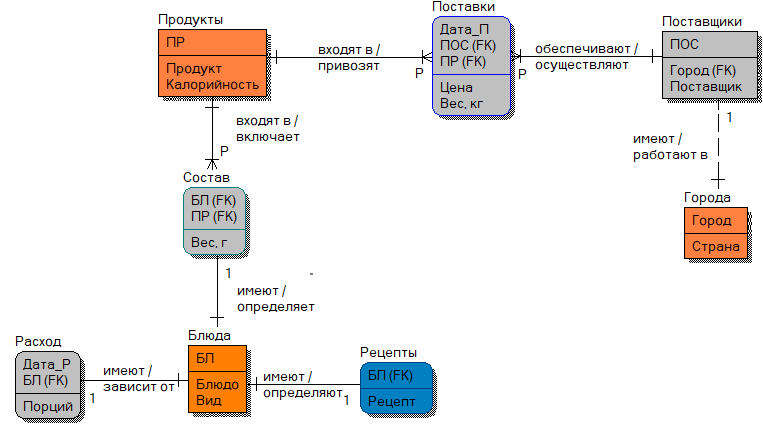 Продукты
ПР
Продукт
Калорийность
входят в /
привозят
P
Поставки
Дата_П
ПОС (FK)
ПР (FK)
Цена
Вес, кг
P
обеспечивают /
осуществляют
Поставщики
ПОС
Город (FK)
Поставщик
1
имеют /
работают в
Города
Город
Страна
входят в /
включает
P
Состав
БЛ (FK)
ПР (FK)
Вес, г
1
имеют /
определяет
Блюда
БЛ
Блюдо
Вид
Расход
Дата_Р
БЛ (FK)
Порций
имеют /
зависит от
1
имеют /
определяют
1
Рецепты
БЛ (FK)
Рецепт